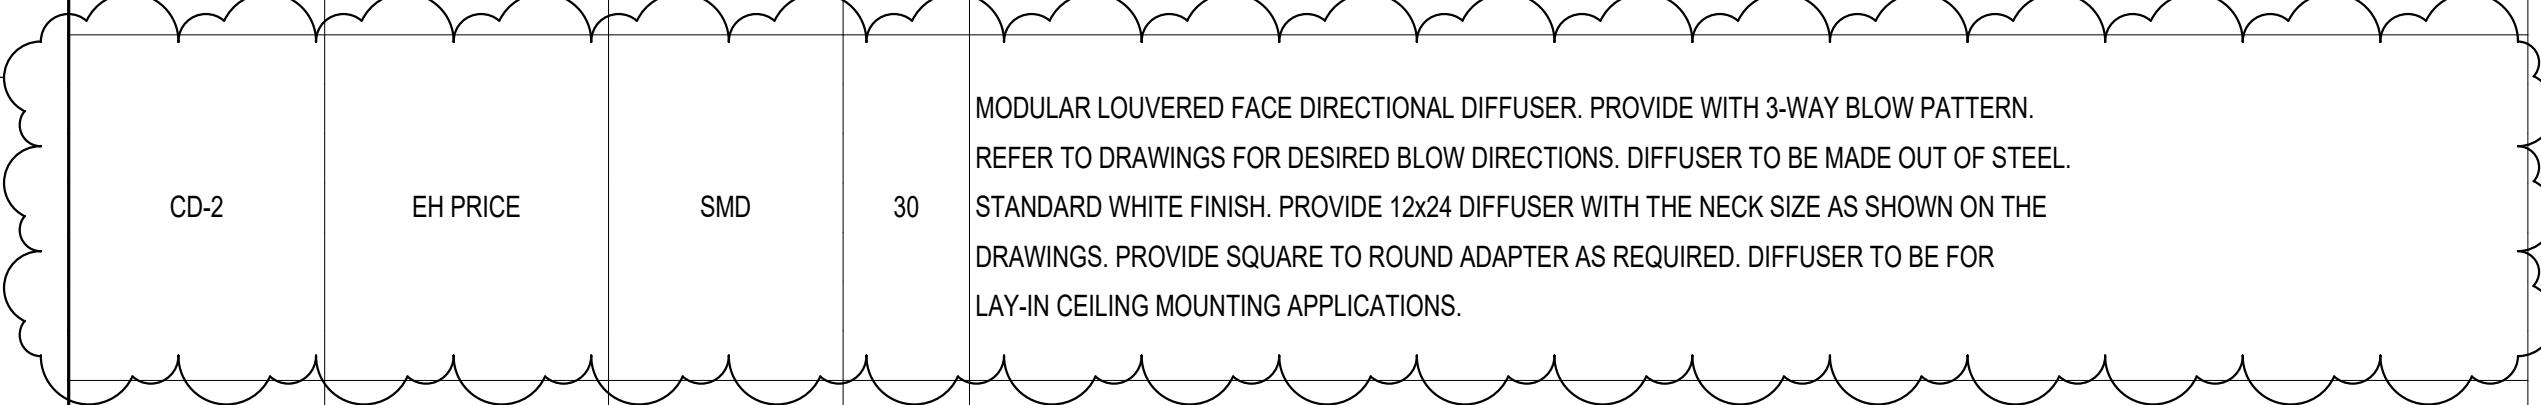 MODULAR LOUVERED FACE DIRECTIONAL DIFFUSER. PROVIDE WITH 3-WAY BLOW PATTERN.
REFER TO DRAWINGS FOR DESIRED BLOW DIRECTIONS. DIFFUSER TO BE MADE OUT OF STEEL.
CD-2 EH PRICE SMD 30 STANDARD WHITE FINISH. PROVIDE 12x24 DIFFUSER WITH THE NECK SIZE AS SHOWN ON THE
DRAWINGS. PROVIDE SQUARE TO ROUND ADAPTER AS REQUIRED. DIFFUSER TO BE FOR
LAY-IN CEILING MOUNTING APPLICATIONS.